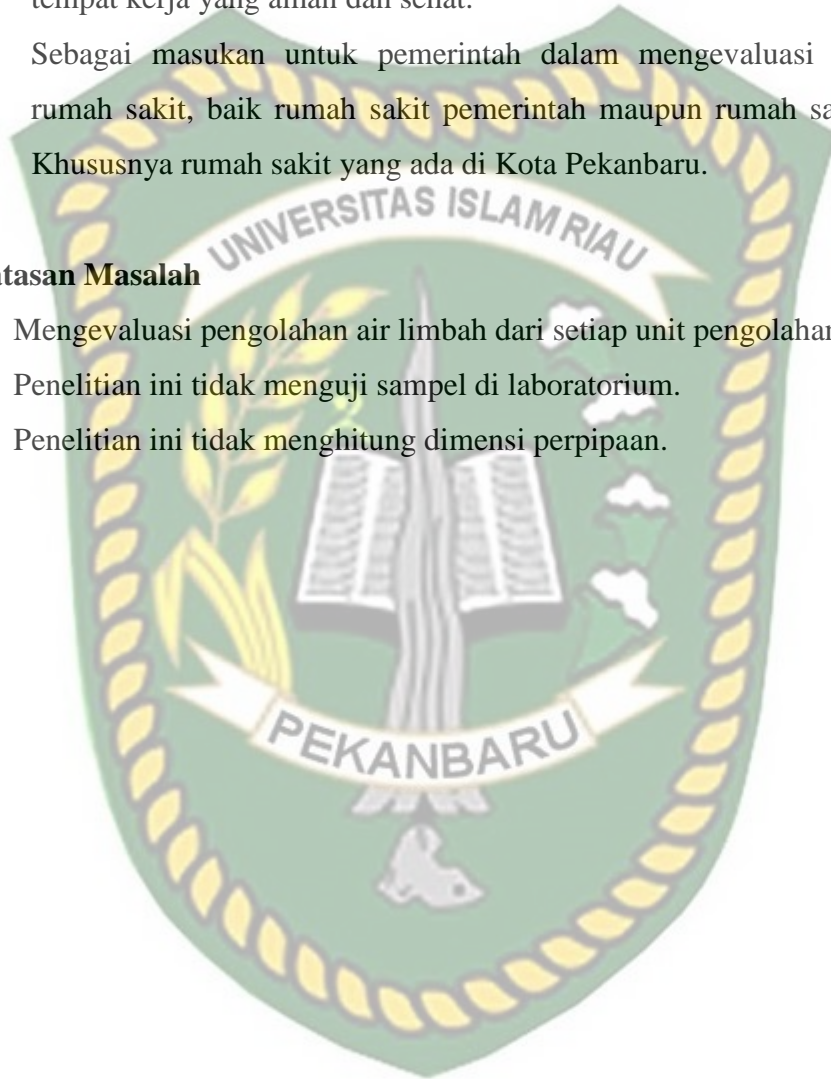 tempat kerja yang aman dan sehat.
Sebagai masukan untuk pemerintah dalam mengevaluasi
rumah sakit, baik rumah sakit pemerintah maupun rumah
Khususnya rumah sakit yang ada di Kota Pekanbaru.
UNIVERSITAS ISLAM RIAU
Masalah
Mengevaluasi pengolahan air limbah dari setiap unit pengolahan
Penelitian ini tidak menguji sampel di laboratorium.
Penelitian ini tidak menghitung dimensi perpipaan.
PEKANBARU